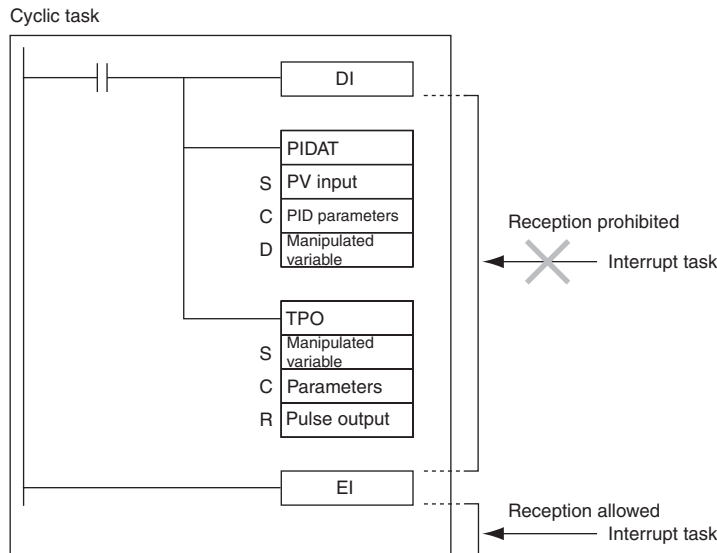 Cyclic task
DI
PIDAT
S PV input
C PID parameters
D Manipulated
variable
Reception prohibited
Interrupt task
TPO
S Manipulated
variable
C Parameters
R Pulse output
EI
Reception allowed
Interrupt task